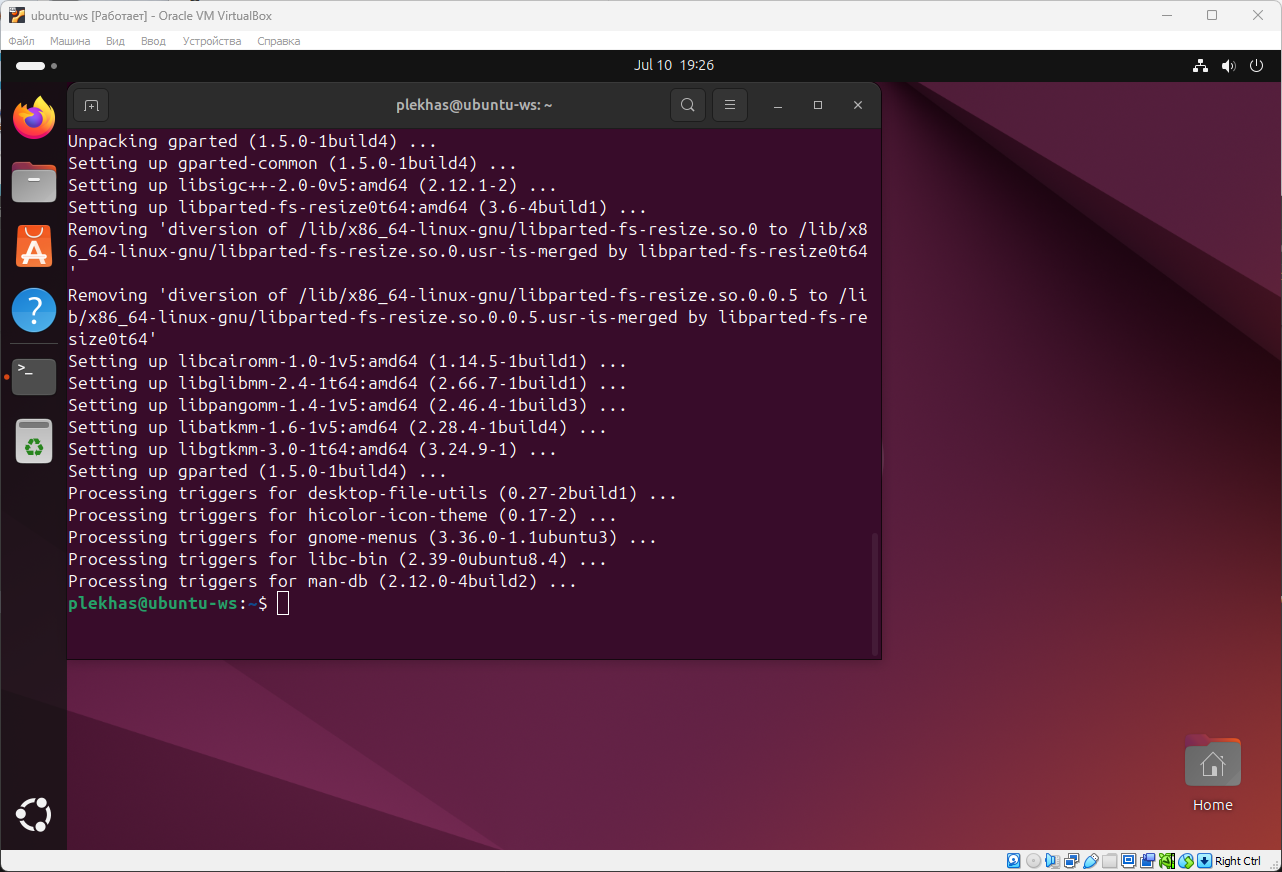 ubuntu-ws [Работает] - Oracle VM VirtualBox
Файл Машина Вид Ввод Устройства Справка
Jul 10 19:26
plekhas@ubuntu-ws: ~
Unpacking gparted (1.5.0-1build4) ...
Setting up gparted-common (1.5.0-1build4) ...
Setting up libsigc++-2.0-0v5:amd64 (2.12.1-2) ...
Setting up libparted-fs-resize0t64:amd64 (3.6-4build1) ...
Removing 'diversion of /lib/x86_64-linux-gnu/libparted-fs-resize.so.0 to /lib/x8
6_64-linux-gnu/libparted-fs-resize.so.0.usr-is-merged by libparted-fs-resize0t64
'
Removing 'diversion of /lib/x86_64-linux-gnu/libparted-fs-resize.so.0.0.5 to /li
b/x86_64-linux-gnu/libparted-fs-resize.so.0.0.5.usr-is-merged by libparted-fs-re
size0t64'
Setting up libcairomm-1.0-1v5:amd64 (1.14.5-1build1) ...
Setting up libglibmm-2.4-1t64:amd64 (2.66.7-1build1) ...
Setting up libpangomm-1.4-1v5:amd64 (2.46.4-1build3) ...
Setting up libatkmm-1.6-1v5:amd64 (2.28.4-1build4) ...
Setting up libgtkmm-3.0-1t64:amd64 (3.24.9-1) ...
Setting up gparted (1.5.0-1build4) ...
Processing triggers for desktop-file-utils (0.27-2build1) ...
Processing triggers for hicolor-icon-theme (0.17-2) ...
Processing triggers for gnome-menus (3.36.0-1.1ubuntu3) ...
Processing triggers for libc-bin (2.39-0ubuntu8.4) ...
Processing triggers for man-db (2.12.0-4build2) ...
plekhas@ubuntu-ws:~$
Home
Right Ctrl